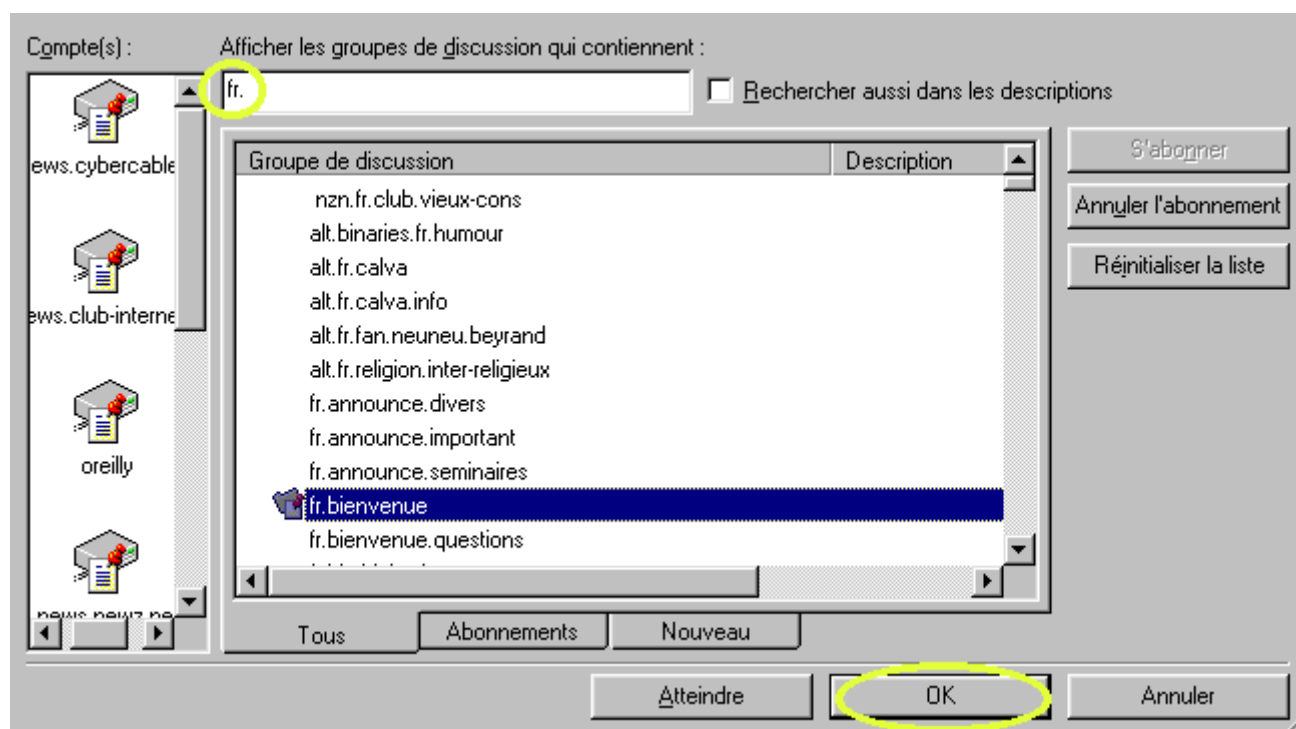 Compte(s) :
Afficher les groupes de discussion qui contiennent :
fr.
Rechercher aussi dans les descriptions
ews.cybercable
ews.club-interne
oreilly
news.newz.ne
Groupe de discussion
Description
nzn.fr.club.vieux-cons
alt.binaries.fr.humour
alt.fr.calva
alt.fr.calva.info
alt.fr.fan.neuneu.beyrand
alt.fr.religion.inter-religieux
fr.announce.divers
fr.announce.important
fr.announce.seminaires
fr.bienvenue
fr.bienvenue.questions
S'abonner
Annuler l'abonnement
Réinitialiser la liste
Tous
Abonnements
Nouveau
Atteindre
OK
Annuler